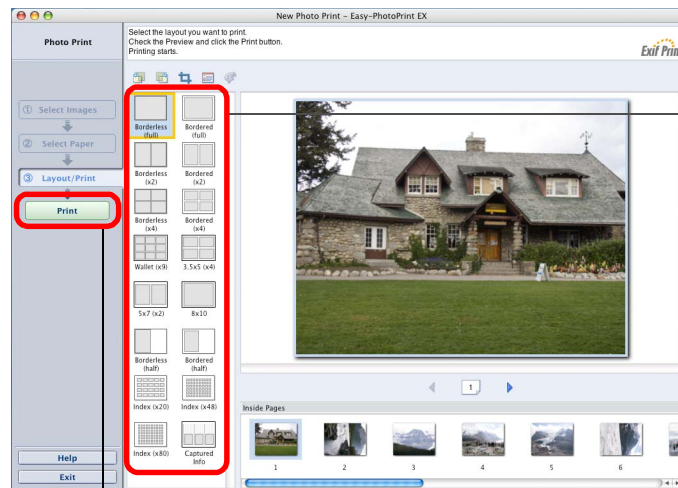 New Photo Print - Easy-PhotoPrint EX
Photo Print
Select the layout you want to print.
Check the Preview and click the Print button.
Printing starts.
Exif Prin
① Select Images
② Select Paper
③ Layout/Print
Print
Borderless
(full)
Bordered
(full)
Borderless
(x2)
Bordered
(x2)
Borderless
(x4)
Bordered
(x4)
Wallet (x9)
3.5x5 (x4)
5x7 (x2)
8x10
Borderless
(half)
Bordered
(half)
Index (x20)
Index (x48)
Index (x80)
Captured
Info
1
Inside Pages
1
2
3
4
5
6
Help
Exit